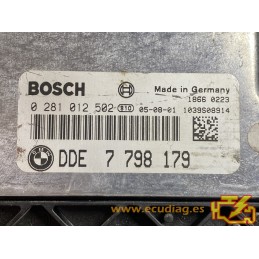 BOSCH
Made in Germany
1866 0223
0 281 012 502 BTO 05-08-01 1039S08914
DDE 7 798 179
www.ecudiag.es